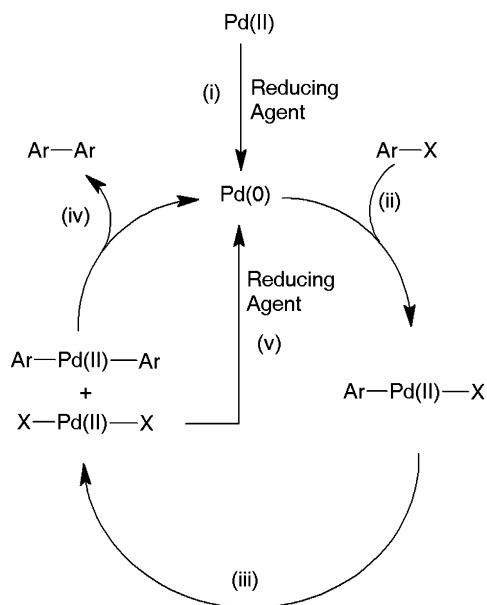 Pd(II)
(i)
Reducing
Agent
Ar—Ar
Ar—X
(iv)
Pd(0)
(ii)
Reducing
Agent
(v)
Ar—Pd(II)—Ar
+
X—Pd(II)—X
Ar—Pd(II)—X
(iii)